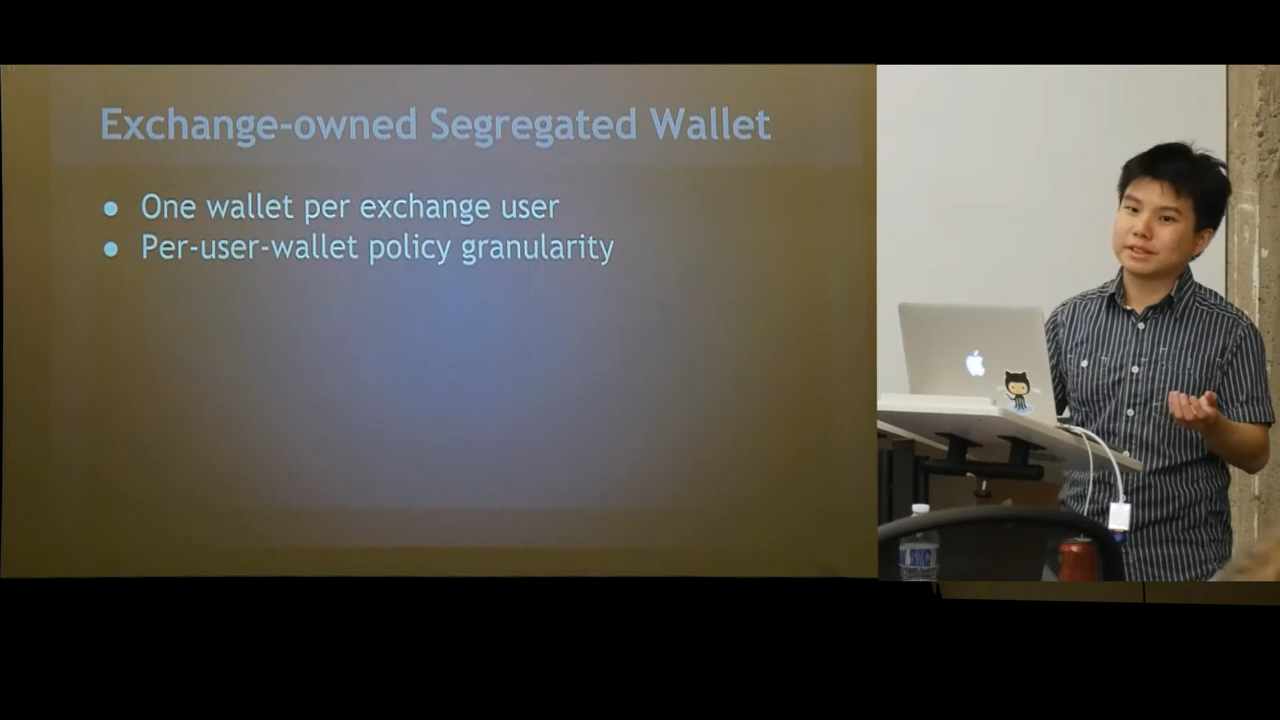 Exchange-owned Segregated Wallet
● One wallet per exchange user
● Per-user-wallet policy granularity